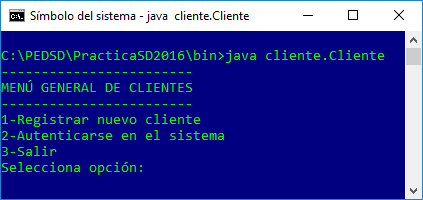 Símbolo del sistema - java cliente.Cliente
C:\PEDSD\PracticaSD2016\bin>java cliente.Cliente
------------------------
MENÚ GENERAL DE CLIENTES
------------------------
1-Registrar nuevo cliente
2-Autenticarse en el sistema
3-Salir
Selecciona opción: